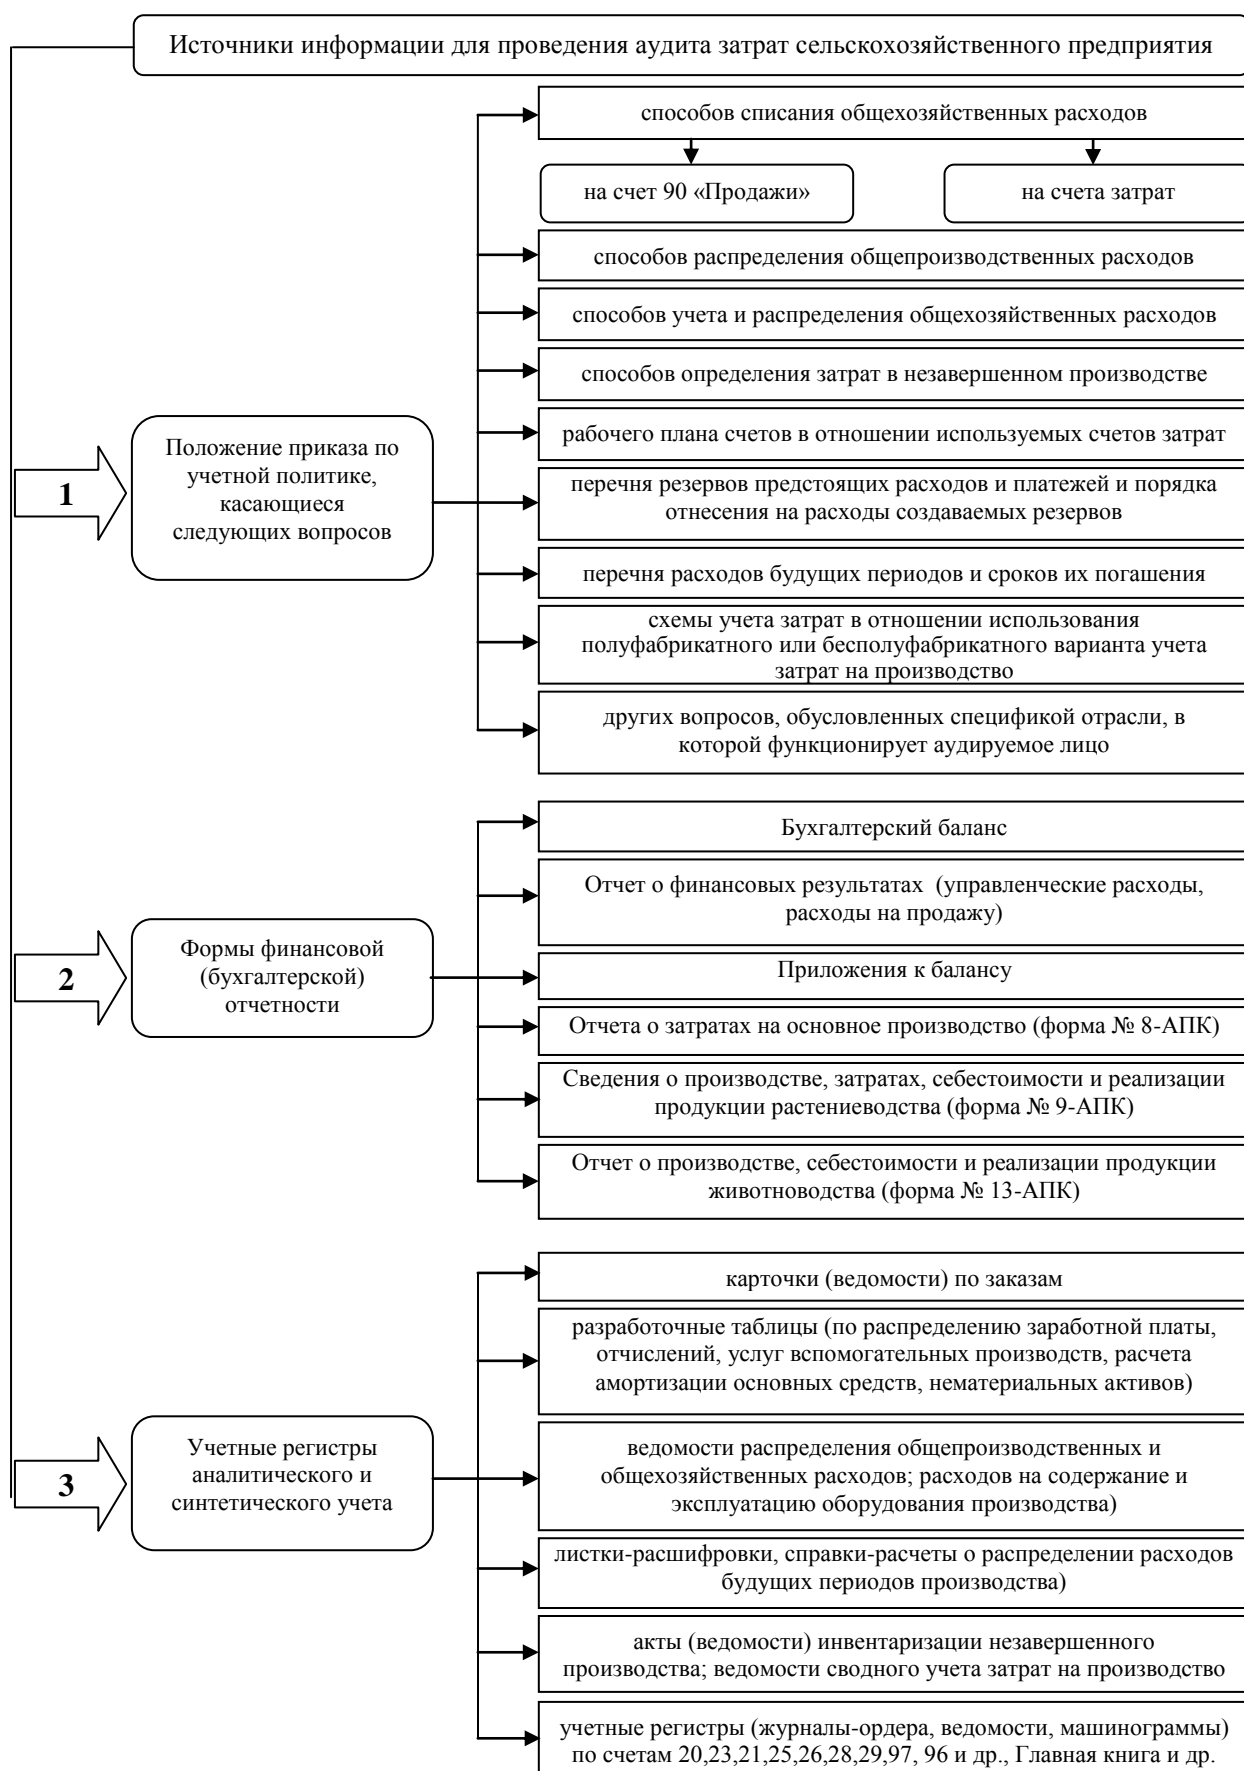 Источники информации для проведения аудита затрат сельскохозяйственного предприятия
способов списания общехозяйственных расходов
на счет 90 «Продажи»
на счета затрат
способов распределения общепроизводственных расходов
способов учета и распределения общехозяйственных расходов
способов определения затрат в незавершенном производстве
рабочего плана счетов в отношении используемых счетов затрат
1
Положение приказа по
учетной политике,
касающиеся
следующих вопросов
перечня резервов предстоящих расходов и платежей и порядка
отнесения на расходы создаваемых резервов
перечня расходов будущих периодов и сроков их погашения
схемы учета затрат в отношении использования
полуфабрикатного или бесполуфабрикатного варианта учета
затрат на производство
других вопросов, обусловленных спецификой отрасли, в
которой функционирует аудируемое лицо
Бухгалтерский баланс
Отчет о финансовых результатах (управленческие расходы,
расходы на продажу)
2
Формы финансовой
(бухгалтерской)
отчетности
Приложения к балансу
Отчета о затратах на основное производство (форма № 8-АПК)
Сведения о производстве, затратах, себестоимости и реализации
продукции растениеводства (форма № 9-АПК)
Отчет о производстве, себестоимости и реализации продукции
животноводства (форма № 13-АПК)
карточки (ведомости) по заказам
разработочные таблицы (по распределению заработной платы,
отчислений, услуг вспомогательных производств, расчета
амортизации основных средств, нематериальных активов)
3
Учетные регистры
аналитического и
синтетического учета
ведомости распределения общепроизводственных и
общехозяйственных расходов; расходов на содержание и
эксплуатацию оборудования производства)
листки-расшифровки, справки-расчеты о распределении расходов
будущих периодов производства)
акты (ведомости) инвентаризации незавершенного
производства; ведомости сводного учета затрат на производство
учетные регистры (журналы-ордера, ведомости, машинограммы)
по счетам 20,23,21,25,26,28,29,97, 96 и др., Главная книга и др.